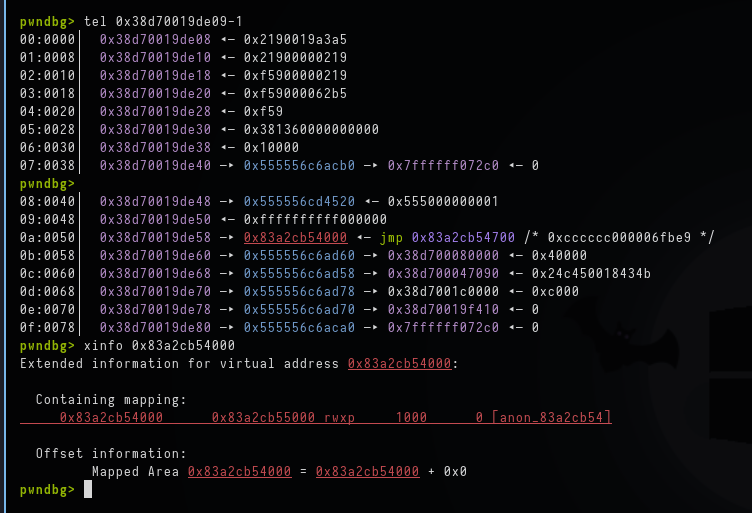 pwndbg> tel 0x38d70019de09-1
00:0000│  0x38d70019de08 ◂— 0x2190019a3a5
01:0008│  0x38d70019de10 ◂— 0x21900000219
02:0010│  0x38d70019de18 ◂— 0xf5900000219
03:0018│  0x38d70019de20 ◂— 0xf59000062b5
04:0020│  0x38d70019de28 ◂— 0xf59
05:0028│  0x38d70019de30 ◂— 0x381360000000000
06:0030│  0x38d70019de38 ◂— 0x10000
07:0038│  0x38d70019de40 —▸ 0x555556c6acb0 —▸ 0x7ffffff072c0 ◂— 0
pwndbg>
08:0040│  0x38d70019de48 —▸ 0x555556cd4520 ◂— 0x555000000001
09:0048│  0x38d70019de50 ◂— 0xffffffffff000000
0a:0050│  0x38d70019de58 —▸ 0x83a2cb54000 ◂— jmp 0x83a2cb54700 /* 0xcccccc000006fbe9 */
0b:0058│  0x38d70019de60 —▸ 0x555556c6ad60 —▸ 0x38d700080000 ◂— 0x40000
0c:0060│  0x38d70019de68 —▸ 0x555556c6ad58 —▸ 0x38d700047090 ◂— 0x24c450018434b
0d:0068│  0x38d70019de70 —▸ 0x555556c6ad78 —▸ 0x38d7001c0000 ◂— 0xc000
0e:0070│  0x38d70019de78 —▸ 0x555556c6ad70 —▸ 0x38d70019f410 ◂— 0
0f:0078│  0x38d70019de80 —▸ 0x555556c6aca0 —▸ 0x7ffffff072c0 ◂— 0
pwndbg> xinfo 0x83a2cb54000
Extended information for virtual address 0x83a2cb54000:
Containing mapping:
0x83a2cb54000 0x83a2cb55000 rwxp 1000 0 [anon_83a2cb54]
Offset information:
Mapped Area 0x83a2cb54000 = 0x83a2cb54000 + 0x0
pwndbg>